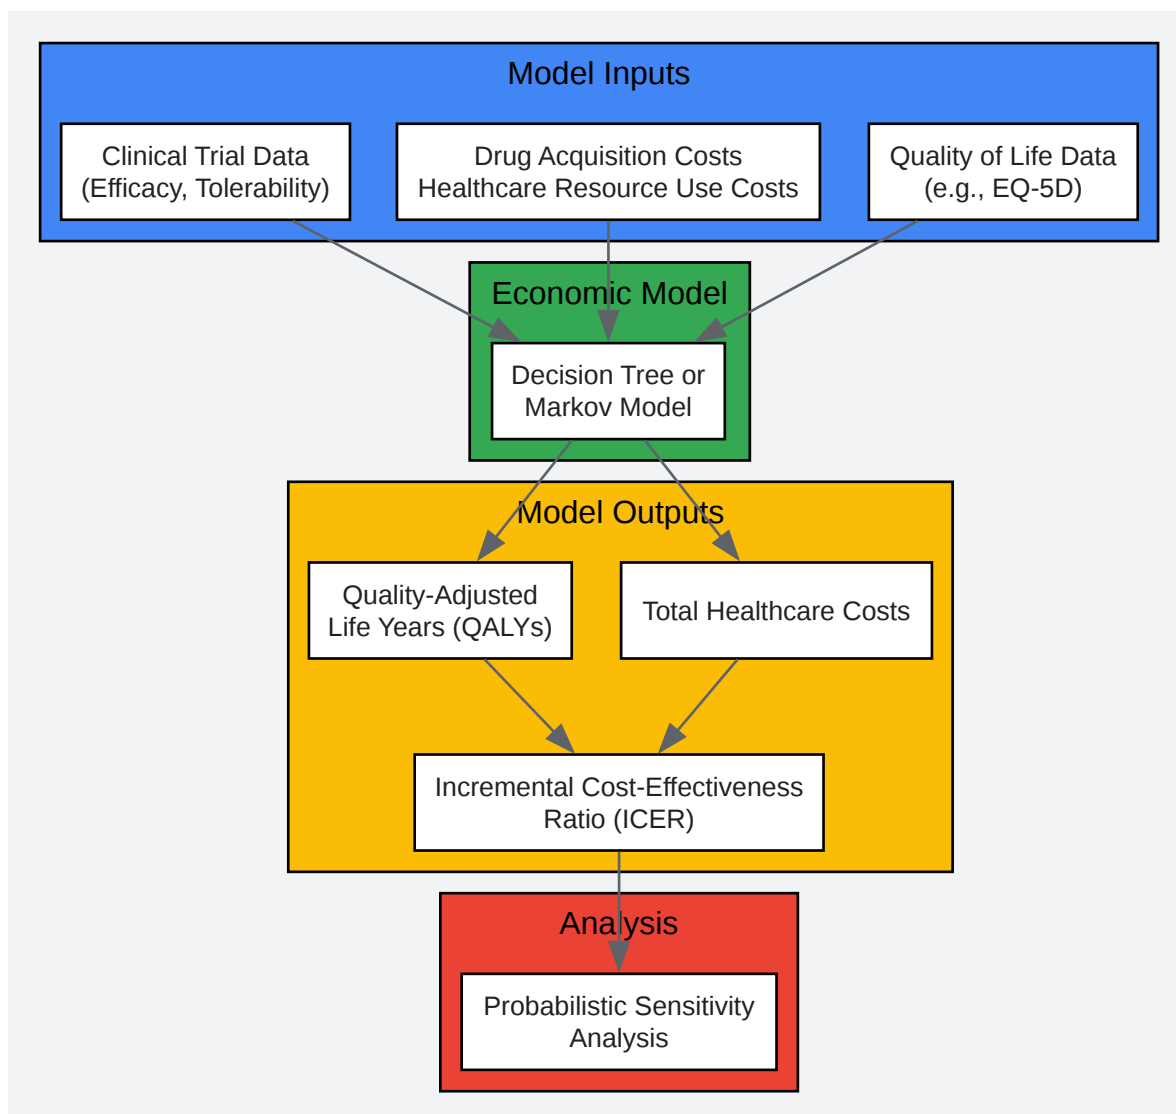 Model Inputs
Clinical Trial Data
(Efficacy, Tolerability)
Drug Acquisition Costs
Healthcare Resource Use Costs
Quality of Life Data
(e.g., EQ-5D)
Economic Model
Decision Tree or
Markov Model
Model Outputs
Quality-Adjusted
Life Years (QALYs)
Total Healthcare Costs
Incremental Cost-Effectiveness
Ratio (ICER)
Analysis
Probabilistic Sensitivity
Analysis